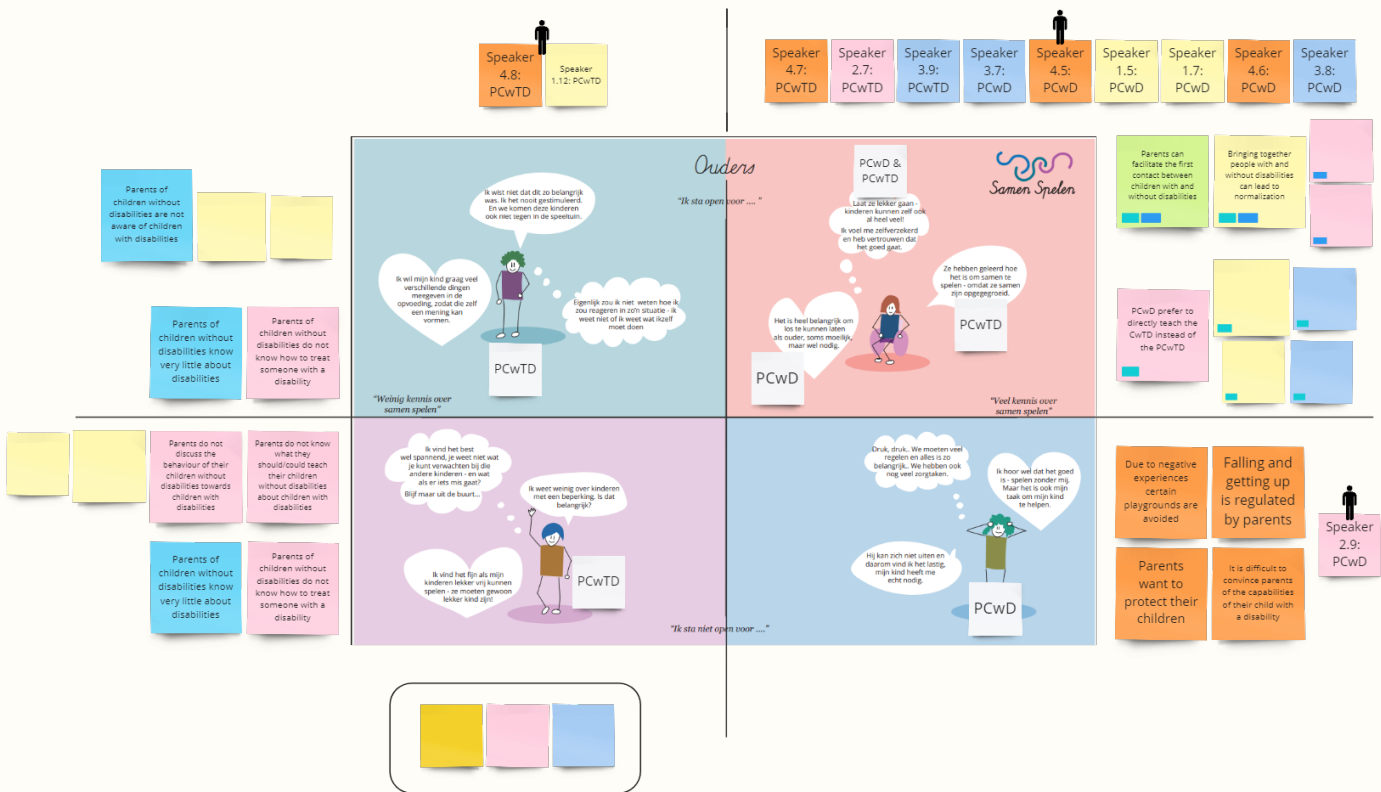 Speaker
4.8:
PCwTD
Speaker
1.12: PCwTD
Speaker
4.7:
PCwTD
Speaker
2.7:
PCwTD
Speaker
3.9:
PCwTD
Speaker
3.7:
PCwD
Speaker
4.5:
PCwD
Speaker
1.5:
PCwD
Speaker
1.7:
PCwD
Speaker
4.6:
PCwD
Speaker
3.8:
PCwD
Parents of
children without
disabilities are not
aware of children
with disabilities
Parents of
children without
disabilities know
very little about
disabilities
Parents of
children without
disabilities do not
know how to treat
someone with a
disability
Ouders
"Ik sta open voor .... "
Samen Spelen
Ik wist niet dat dit zo belangrijk
was. Ik het nooit gestimuleerd.
En we komen deze kinderen
ook niet tegen in de speeltuin.
Ik wil mijn kind graag veel
verschillende dingen
meegeven in de
opvoeding, zodat die zelf
een mening kan
vormen.
Eigenlijk zou ik niet weten hoe ik
zou reageren in zo'n situatie - ik
weet niet of ik weet wat ikzelf
moet doen
PCwTD
"Weinig kennis over
samen spelen"
PCwD &
PCwTD
Laat ze lekker gaan -
kinderen kunnen zelf ook
al heel veel!
Ik voel me zelfverzekerd
en heb vertrouwen dat
het goed gaat.
Ze hebben geleerd hoe
het is om samen te
spelen - omdat ze samen
zijn opgegroeid.
PCwTD
Het is heel belangrijk om
los te kunnen laten
als ouder, soms moeilijk,
maar wel nodig.
PCwD
"Veel kennis over
samen spelen"
Parents can
facilitate the first
contact between
children with and
without disabilities
Bringing together
people with and
without disabilities
can lead to
normalization
PCwD prefer to
directly teach the
CwTD instead of
the PCwTD
Parents do not
discuss the
behaviour of their
children without
disabilities towards
children with
disabilities
Parents do not know
what they
should/could teach
their children
without disabilities
about children with
disabilities
Parents of
children without
disabilities know
very little about
disabilities
Parents of
children without
disabilities do not
know how to treat
someone with a
disability
Ik vind het best
wel spannend, je weet niet wat
je kunt verwachten bij die
andere kinderen - en wat
als er iets mis gaat?
Blijf maar uit de buurt...
Ik weet weinig over kinderen
met een beperking. Is dat
belangrijk?
Ik vind het fijn als mijn
kinderen lekker vrij kunnen
spelen - ze moeten gewoon
lekker kind zijn!
PCwTD
"Ik sta niet open voor ...."
Druk, druk.. We moeten veel
regelen en alles is zo
belangrijk.. We hebben ook
nog veel zorgtaken.
Ik hoor wel dat het goed
is - spelen zonder mij.
Maar het is ook mijn
taak om mijn kind
te helpen.
Hij kan zich niet uiten en
daarom vind ik het lastig,
mijn kind heeft me
echt nodig.
PCwD
Due to negative
experiences
certain
playgrounds are
avoided
Falling and
getting up
is regulated
by parents
Parents
want to
protect their
children
It is difficult to
convince parents
of the capabilities
of their child with
a disability
Speaker
2.9:
PCwD